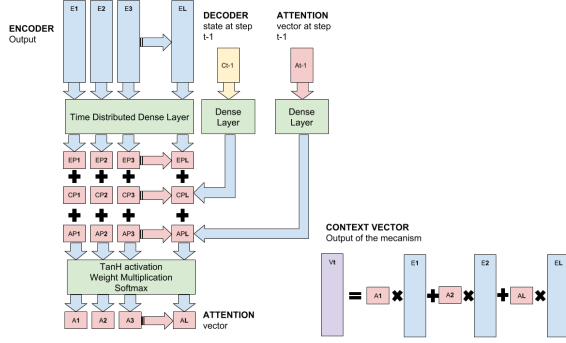 E1 E2 E3 EL
ENCODER
Output
DECODER
state at step
t-1
ATTENTION
vector at step
t-1
Ct-1
At-1
Time Distributed Dense Layer
Dense
Layer
Dense
Layer
EP1 EP2 EP3 EPL
CP1 CP2 CP3 CPL
AP1 AP2 AP3 APL
TanH activation
Weight Multiplication
Softmax
A1 A2 A3 AL
ATTENTION
vector
CONTEXT VECTOR
Output of the mecanism
Vt = A1 × E1 + A2 × E2 + AL × EL